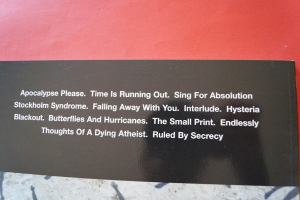 Apocalypse Please. Time Is Running Out. Sing For Absolution
Stockholm Syndrome. Falling Away With You. Interlude. Hysteria
Blackout. Butterflies And Hurricanes. The Small Print. Endlessly
Thoughts Of A Dying Atheist. Ruled By Secrecy